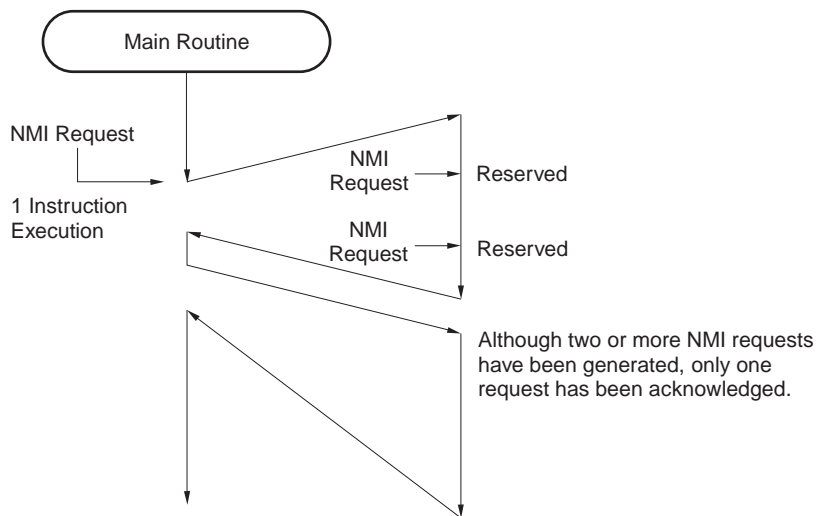 Main Routine
NMI Request
NMI
Request
Reserved
1 Instruction
Execution
NMI
Request
Reserved
Although two or more NMI requests
have been generated, only one
request has been acknowledged.